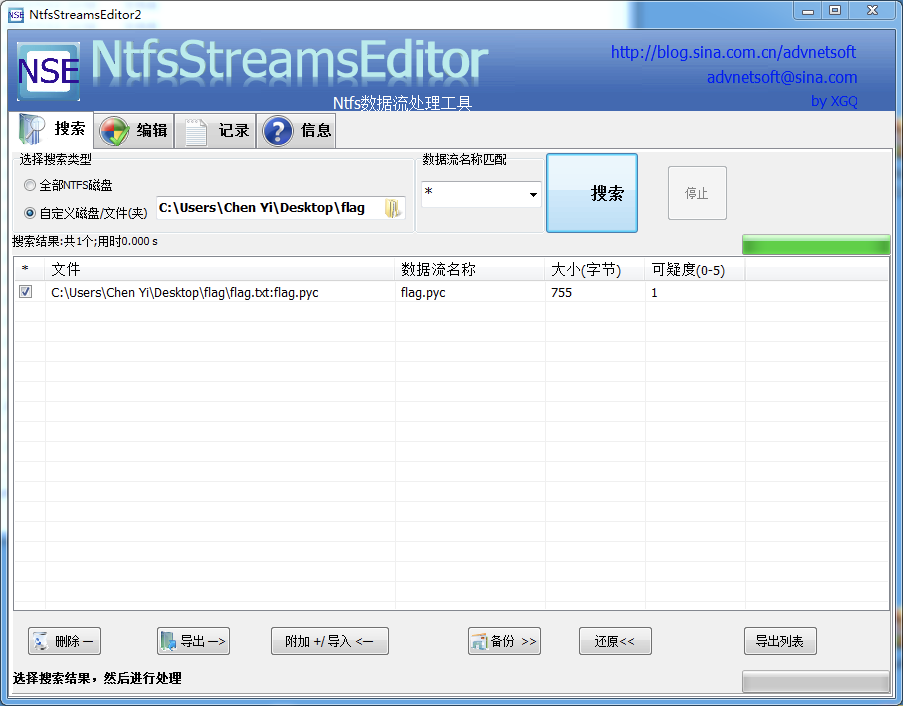 NSE NtfsStreamsEditor2
NSE NtfsStreamsEditor
http://blog.sina.com.cn/advnetsoft
advnetsoft@sina.com
Ntfs数据流处理工具
by XGQ
搜索 编辑 记录 ? 信息
选择搜索类型
数据流名称匹配
全部NTFS磁盘
* 搜索 停止
自定义磁盘/文件(夹) C:\Users\Chen Yi\Desktop\flag
搜索结果:共1个;用时0.000 s
* 文件 数据流名称 大小(字节) 可疑度(0-5)
C:\Users\Chen Yi\Desktop\flag\flag.txt:flag.pyc flag.pyc 755 1
删除 — 导出 —> 附加 +/ 导入 <— 备份 >> 还原<< 导出列表
选择搜索结果，然后进行处理